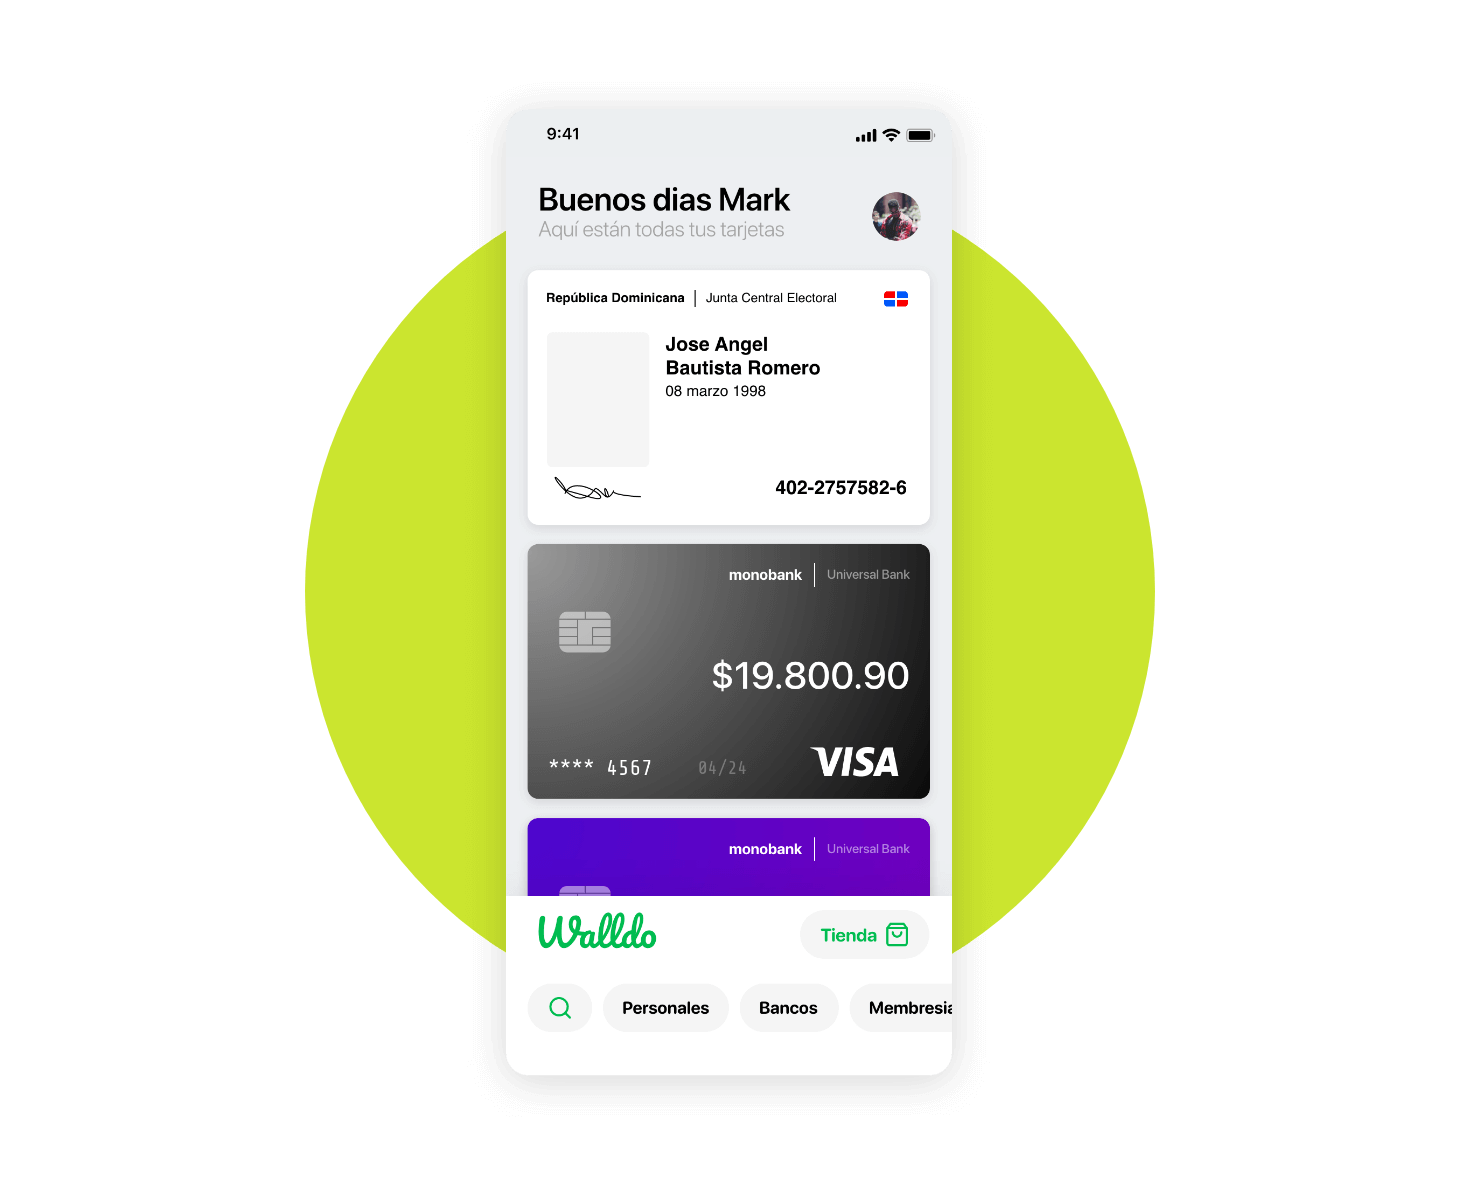 9:41
Buenos dias Mark
Aquí están todas tus tarjetas
República Dominicana | Junta Central Electoral
Jose Angel
Bautista Romero
08 marzo 1998
402-2757582-6
monobank | Universal Bank
$19.800.90
**** 4567 04/24 VISA
monobank | Universal Bank
Walldo Tienda
Personales Bancos Membresia